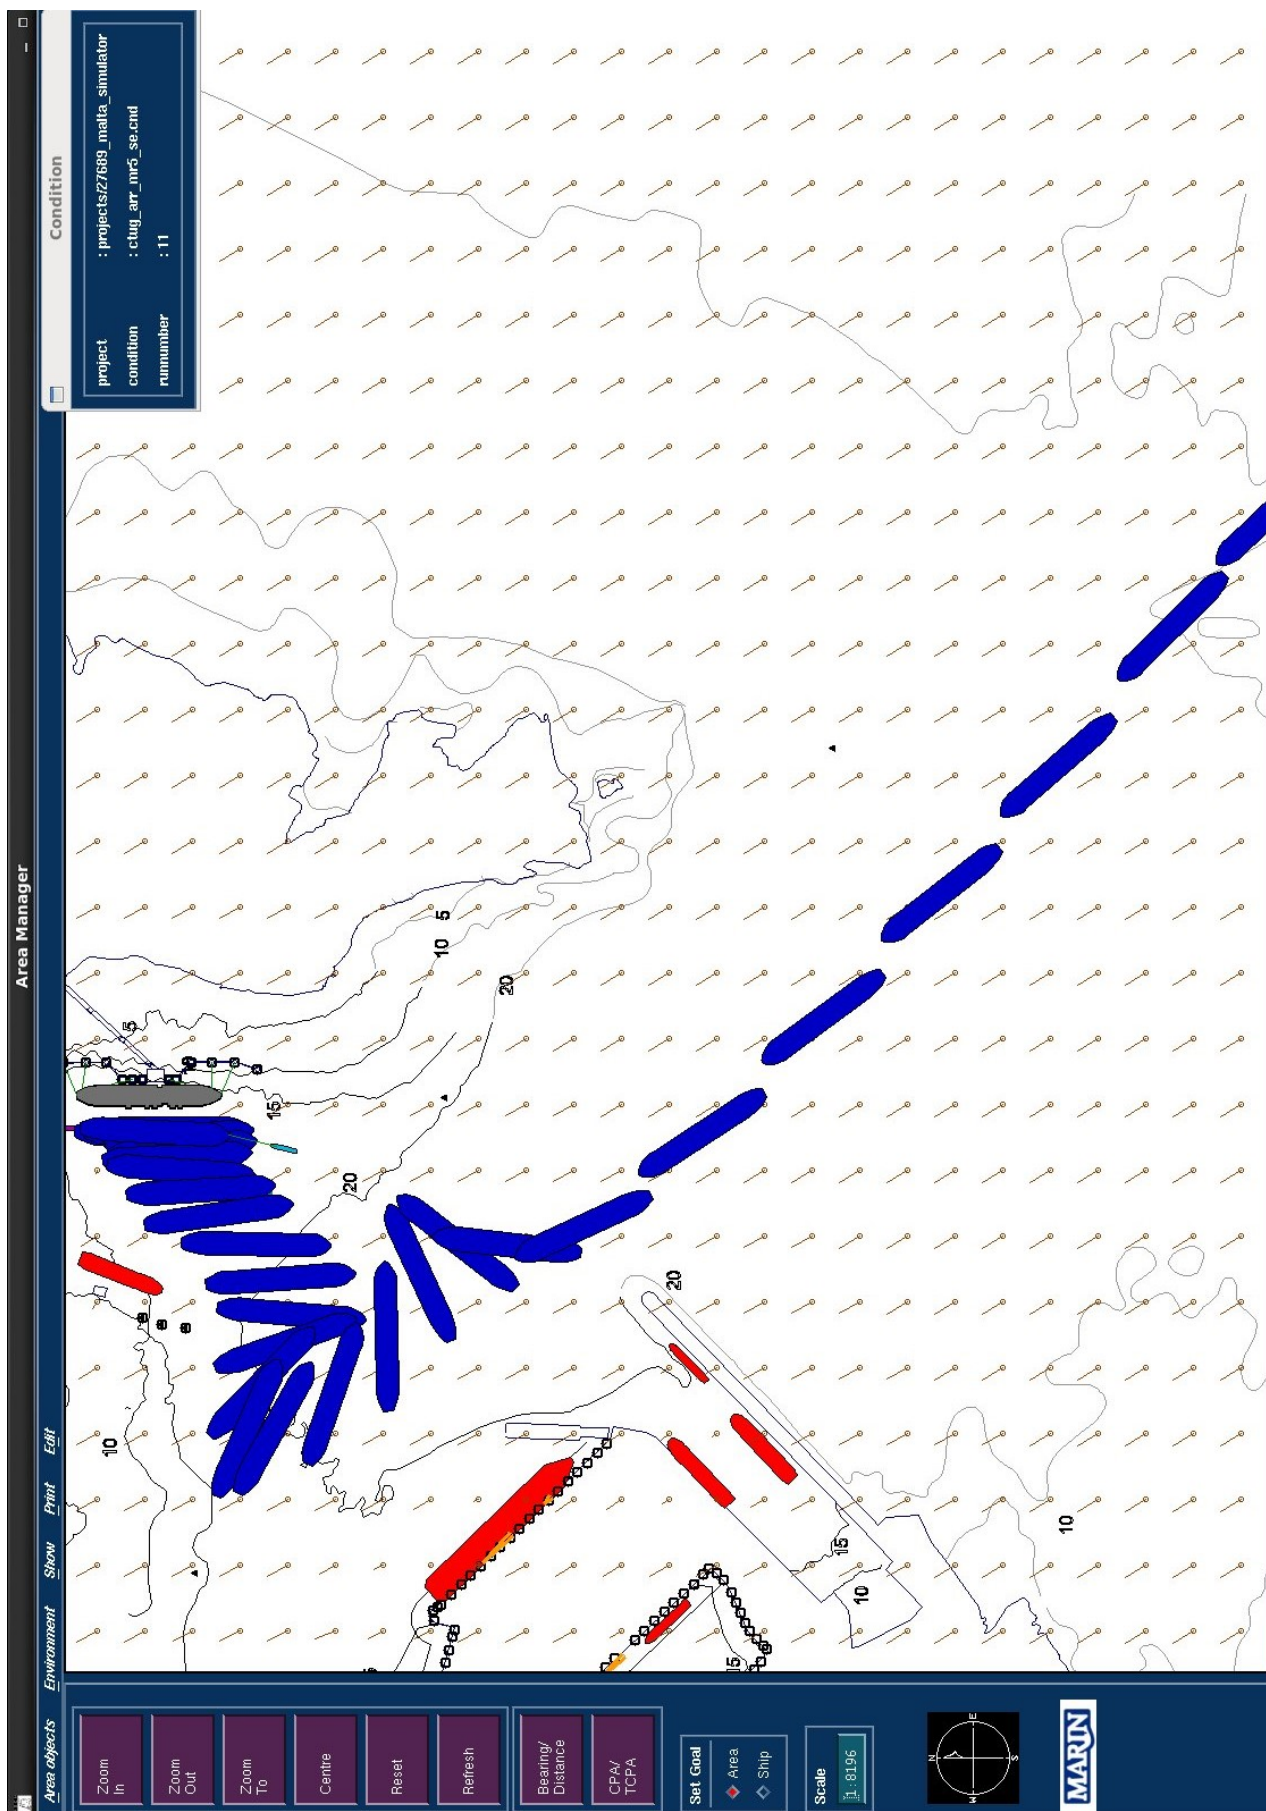 Area Manager
Area objects Environment Show Print Edit
Condition
project : projects/27689_malta_simulator
condition : ctug_arr_mr5_se.cnd
runnumber : 11
Zoom
In
Zoom
Out
Zoom
To
Centre
Reset
Refresh
Bearing/
Distance
CPA/
TCPA
Set Goal
Area
Ship
Scale
1:8196
N
W E
S
MARIN
10
5
15
20
10
5
20
20
15
10
15
10